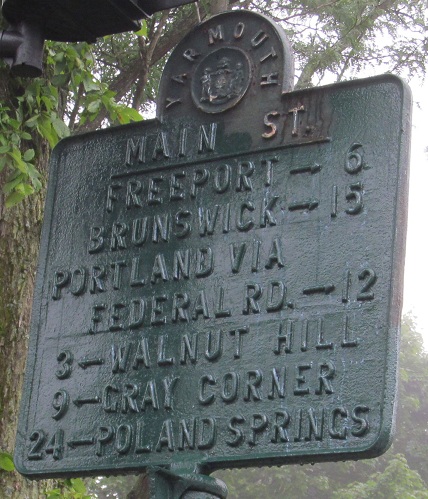 YARMOUTH
MAIN ST.
FREEPORT → 6
BRUNSWICK → 15
PORTLAND VIA
FEDERAL RD. → 12
3 — WALNUT HILL
9 — GRAY CORNER
24 — POLAND SPRINGS